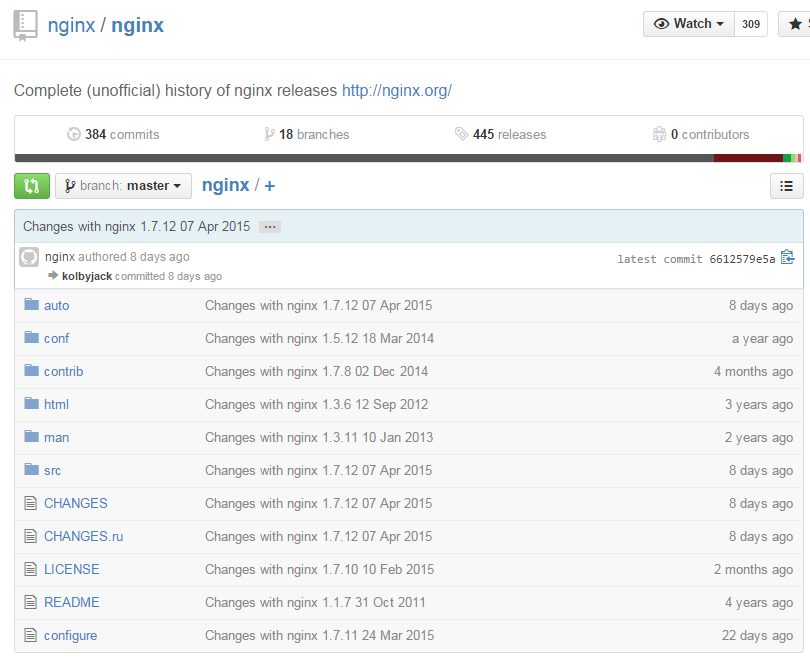 nginx / nginx
Watch 309
Complete (unofficial) history of nginx releases http://nginx.org/
384 commits 18 branches 445 releases 0 contributors
branch: master nginx / +
Changes with nginx 1.7.12 07 Apr 2015 ...
nginx authored 8 days ago latest commit 6612579e5a
kolbyjack committed 8 days ago
auto Changes with nginx 1.7.12 07 Apr 2015 8 days ago
conf Changes with nginx 1.5.12 18 Mar 2014 a year ago
contrib Changes with nginx 1.7.8 02 Dec 2014 4 months ago
html Changes with nginx 1.3.6 12 Sep 2012 3 years ago
man Changes with nginx 1.3.11 10 Jan 2013 2 years ago
src Changes with nginx 1.7.12 07 Apr 2015 8 days ago
CHANGES Changes with nginx 1.7.12 07 Apr 2015 8 days ago
CHANGES.ru Changes with nginx 1.7.12 07 Apr 2015 8 days ago
LICENSE Changes with nginx 1.7.10 10 Feb 2015 2 months ago
README Changes with nginx 1.1.7 31 Oct 2011 4 years ago
configure Changes with nginx 1.7.11 24 Mar 2015 22 days ago